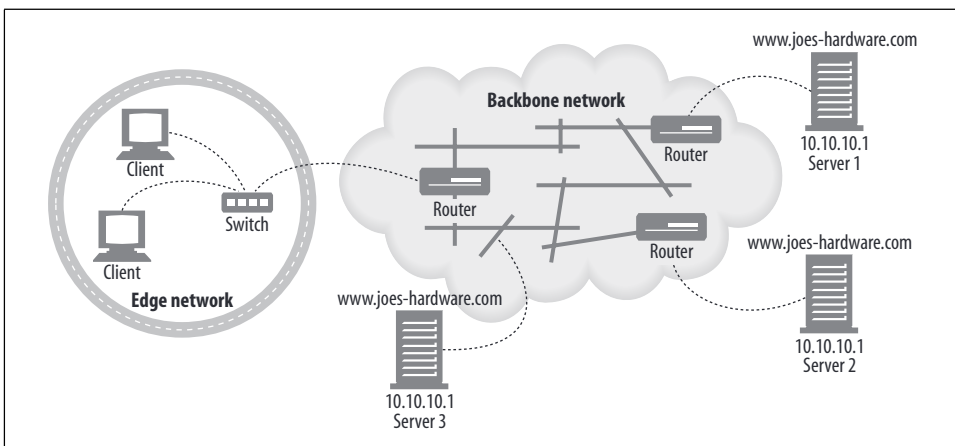 www.joes-hardware.com
Backbone network
Client
Router
10.10.10.1
Server 1
Switch
Router
Client
Router
www.joes-hardware.com
Edge network
www.joes-hardware.com
10.10.10.1
Server 2
10.10.10.1
Server 3